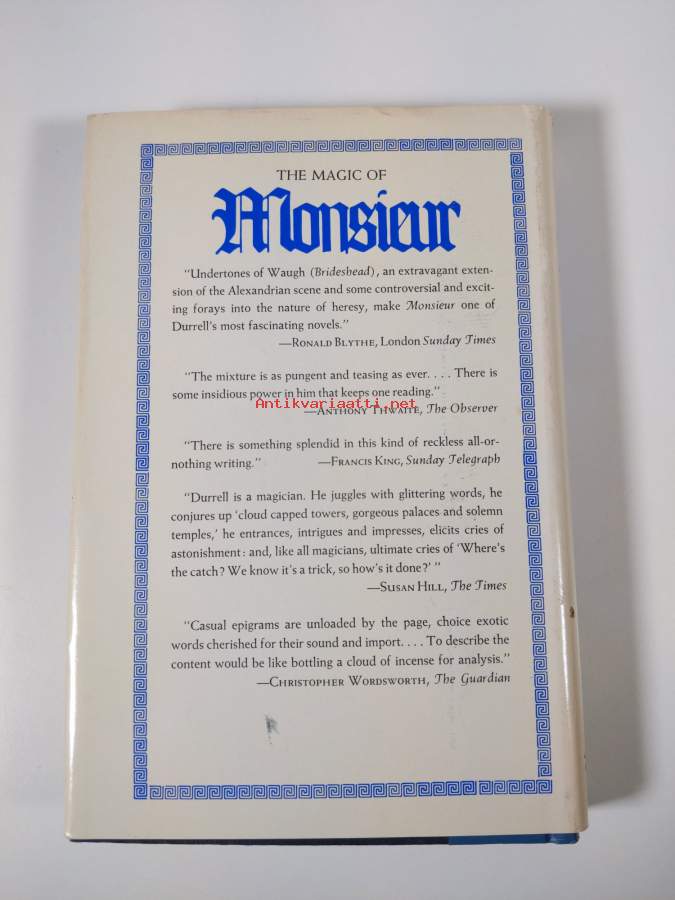 THE MAGIC OF
Monsieur
"Undertones of Waugh (Brideshead), an extravagant exten-
sion of the Alexandrian scene and some controversial and excit-
ing forays into the nature of heresy, make Monsieur one of
Durrell's most fascinating novels."
—RONALD BLYTHE, London Sunday Times
"The mixture is as pungent and teasing as ever. . . . There is
some insidious power in him that keeps one reading."
Antikvariaatti.net
—ANTHONY THWAITE, The Observer
"There is something splendid in this kind of reckless all-or-
nothing writing." —FRANCIS KING, Sunday Telegraph
"Durrell is a magician. He juggles with glittering words, he
conjures up 'cloud capped towers, gorgeous palaces and solemn
temples,' he entrances, intrigues and impresses, elicits cries of
astonishment: and, like all magicians, ultimate cries of 'Where's
the catch? We know it's a trick, so how's it done?' "
—SUSAN HILL, The Times
"Casual epigrams are unloaded by the page, choice exotic
words cherished for their sound and import. . . . To describe the
content would be like bottling a cloud of incense for analysis."
—CHRISTOPHER WORDSWORTH, The Guardian